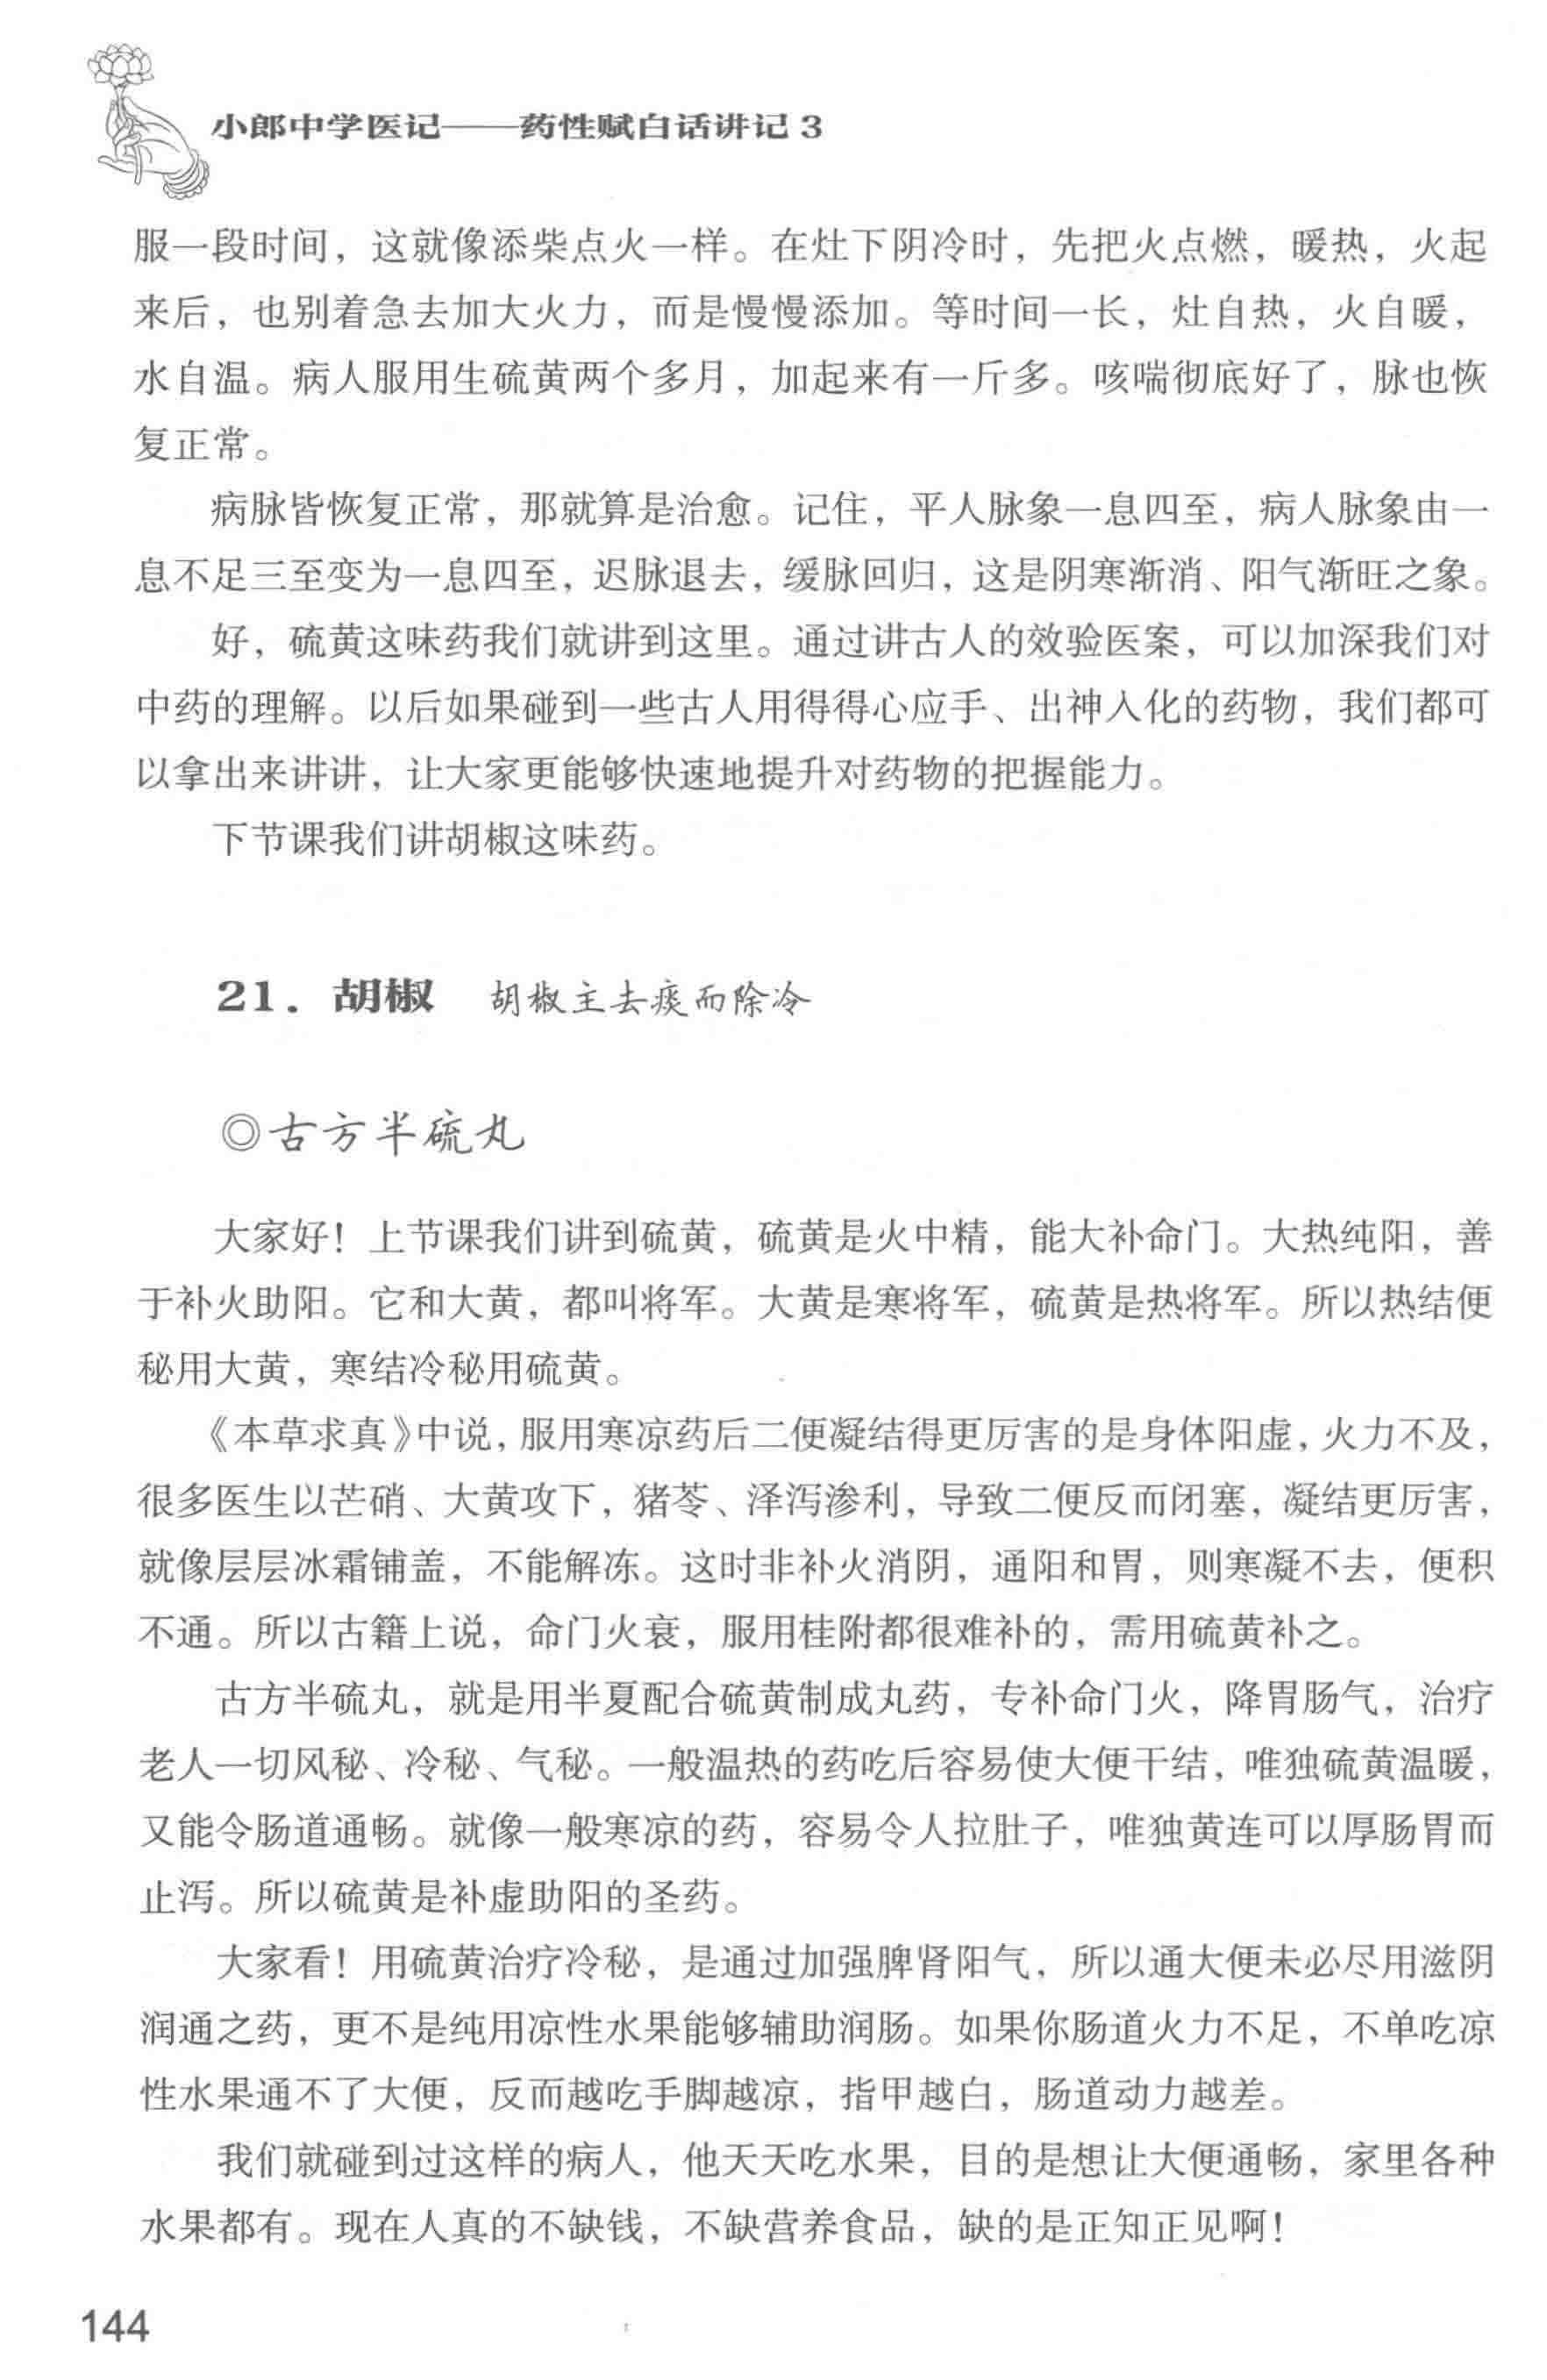 小郎中学医记——药性赋白话讲记 3
服一段时间，这就像添柴点火一样。在灶下阴冷时，先把火点燃，暖热，火起
来后，也别着急去加大火力，而是慢慢添加。等时间一长，灶自热，火自暖，
水自温。病人服用生硫黄两个多月，加起来有一斤多。咳喘彻底好了，脉也恢
复正常。
病脉皆恢复正常，那就算是治愈。记住，平人脉象一息四至，病人脉象由一
息不足三至变为一息四至，迟脉退去，缓脉回归，这是阴寒渐消、阳气渐旺之象。
好，硫黄这味药我们就讲到这里。通过讲古人的效验医案，可以加深我们对
中药的理解。以后如果碰到一些古人用得得心应手、出神入化的药物，我们都可
以拿出来讲讲，让大家更能够快速地提升对药物的把握能力。
下节课我们讲胡椒这味药。
21．胡椒 胡椒主去痰而除冷
◎古方半硫丸
大家好！上节课我们讲到硫黄，硫黄是火中精，能大补命门。大热纯阳，善
于补火助阳。它和大黄，都叫将军。大黄是寒将军，硫黄是热将军。所以热结便
秘用大黄，寒结冷秘用硫黄。
《本草求真》中说，服用寒凉药后二便凝结得更厉害的是身体阳虚，火力不及，
很多医生以芒硝、大黄攻下，猪苓、泽泻渗利，导致二便反而闭塞，凝结更厉害，
就像层层冰霜铺盖，不能解冻。这时非补火消阴，通阳和胃，则寒凝不去，便积
不通。所以古籍上说，命门火衰，服用桂附都很难补的，需用硫黄补之。
古方半硫丸，就是用半夏配合硫黄制成丸药，专补命门火，降胃肠气，治疗
老人一切风秘、冷秘、气秘。一般温热的药吃后容易使大便干结，唯独硫黄温暖，
又能令肠道通畅。就像一般寒凉的药，容易令人拉肚子，唯独黄连可以厚肠胃而
止泻。所以硫黄是补虚助阳的圣药。
大家看！用硫黄治疗冷秘，是通过加强脾肾阳气，所以通大便未必尽用滋阴
润通之药，更不是纯用凉性水果能够辅助润肠。如果你肠道火力不足，不单吃凉
性水果通不了大便，反而越吃手脚越凉，指甲越白，肠道动力越差。
我们就碰到过这样的病人，他天天吃水果，目的是想让大便通畅，家里各种
水果都有。现在人真的不缺钱，不缺营养食品，缺的是正知正见啊！
144